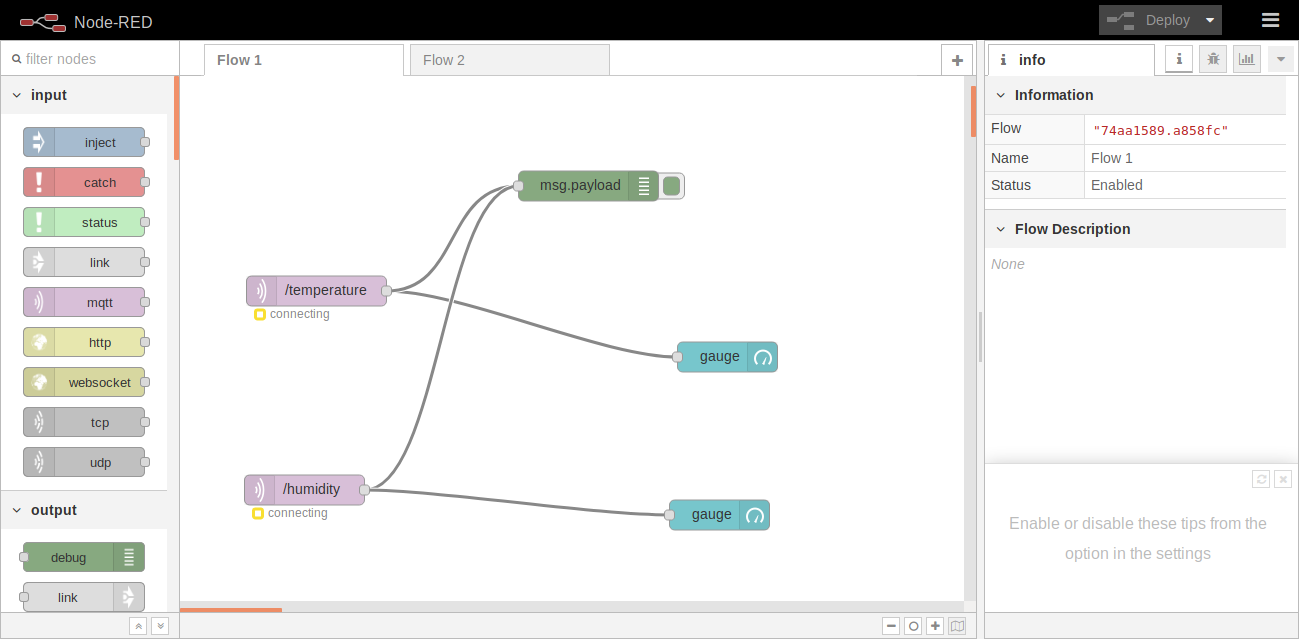 Node-RED
Deploy
filter nodes
Flow 1
Flow 2
info
input
inject
catch
status
link
mqtt
http
websocket
tcp
udp
output
debug
link
msg.payload
/temperature
connecting
gauge
/humidity
connecting
gauge
Information
Flow "74aa1589.a858fc"
Name Flow 1
Status Enabled
Flow Description
None
Enable or disable these tips from the
option in the settings